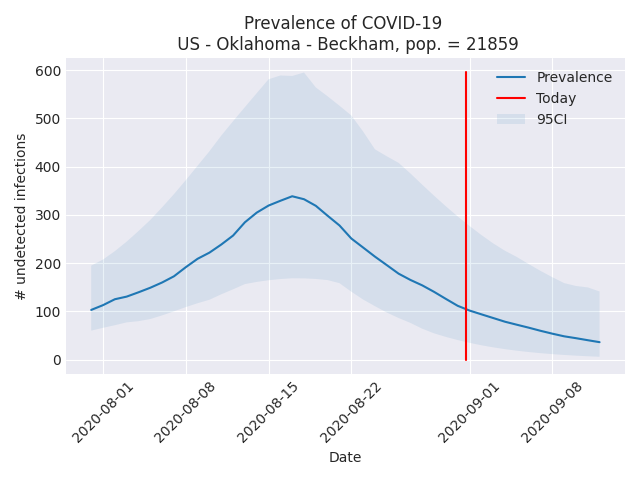 Prevalence of COVID-19
US - Oklahoma - Beckham, pop. = 21859
Prevalence
Today
95CI
# undetected infections
600
500
400
300
200
100
0
2020-08-01
2020-08-08
2020-08-15
2020-08-22
2020-09-01
2020-09-08
Date